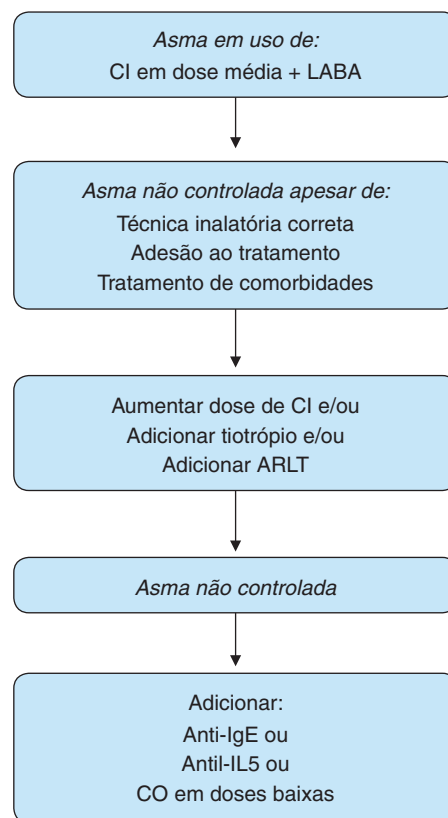 Asma em uso de:
CI em dose média + LABA
Asma não controlada apesar de:
Técnica inalatória correta
Adesão ao tratamento
Tratamento de comorbidades
Aumentar dose de CI e/ou
Adicionar tiotrópio e/ou
Adicionar ARLT
Asma não controlada
Adicionar:
Anti-IgE ou
Antil-IL5 ou
CO em doses baixas